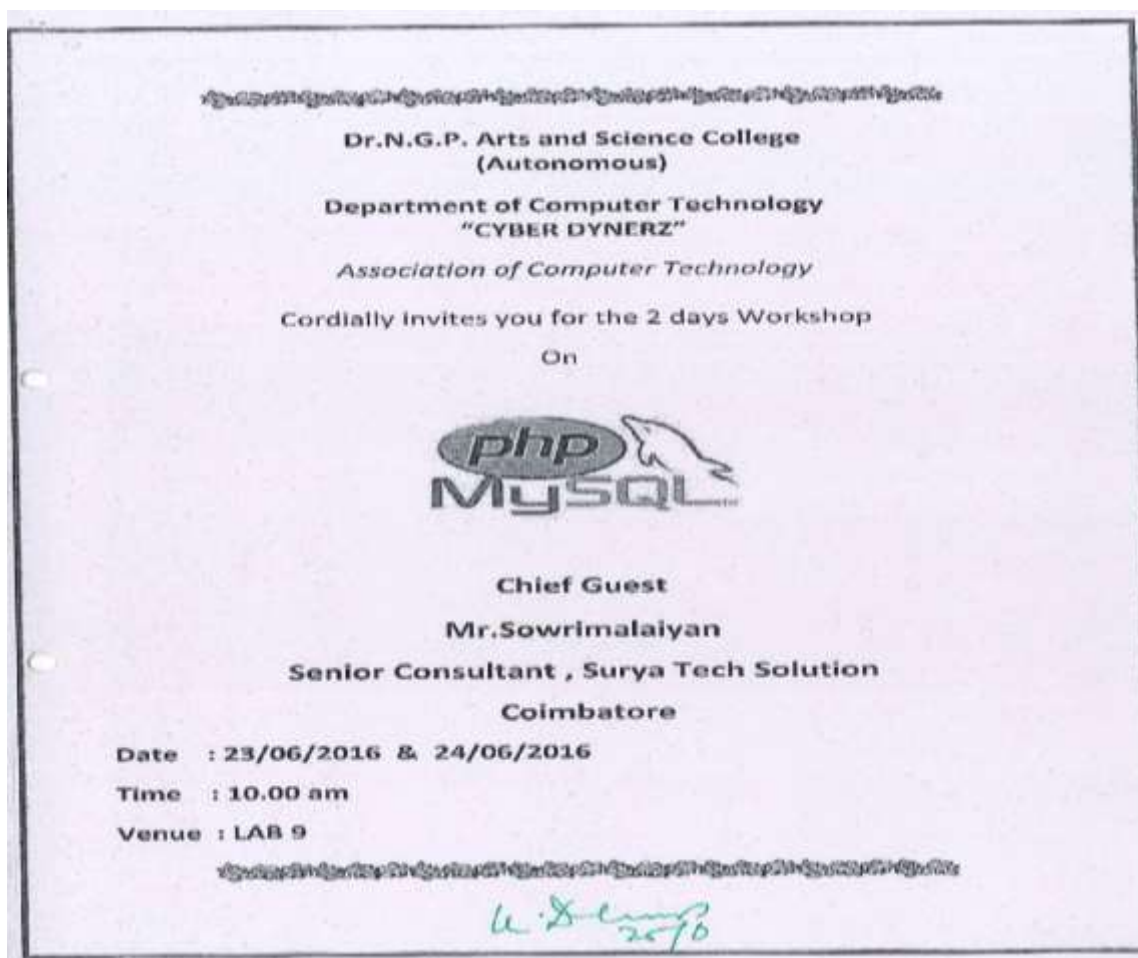 Dr.N.G.P. Arts and Science College
(Autonomous)
Department of Computer Technology
"CYBER DYNERZ"
Association of Computer Technology
Cordially invites you for the 2 days Workshop
On
php
MySQL
Chief Guest
Mr.Sowrimalaiyan
Senior Consultant , Surya Tech Solution
Coimbatore
Date : 23/06/2016 & 24/06/2016
Time : 10.00 am
Venue : LAB 9